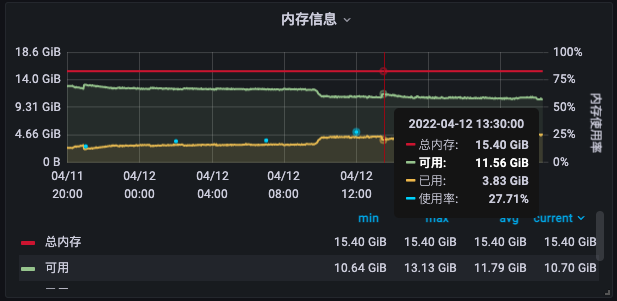 内存信息
18.6 GiB
14.0 GiB
9.31 GiB
4.66 GiB
0 B
100%
75%
50%
25%
0%
内存使用率
04/11 20:00
04/12 00:00
04/12 04:00
04/12 08:00
04/12 12:00
2022-04-12 13:30:00
总内存: 15.40 GiB
可用: 11.56 GiB
已用: 3.83 GiB
使用率: 27.71%
min max avg current
总内存 15.40 GiB 15.40 GiB 15.40 GiB 15.40 GiB
可用 10.64 GiB 13.13 GiB 11.79 GiB 10.70 GiB